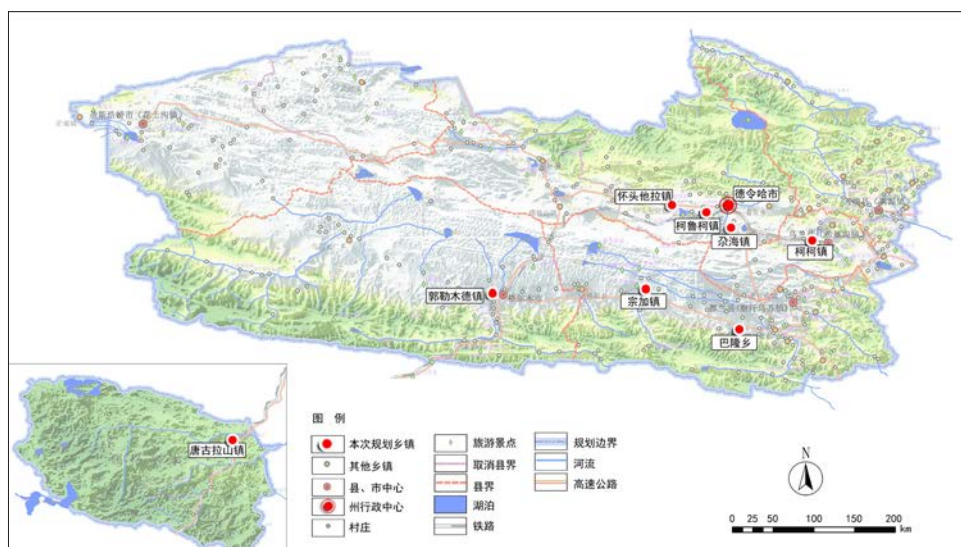 怀头他拉镇
德令哈市
柯鲁柯镇
尕海镇
柯柯镇
郭勒木德镇
宗加镇
巴隆乡
唐古拉山镇
图 例
本次规划乡镇
其他乡镇
县、市中心
州行政中心
村庄
旅游景点
取消县界
县界
湖泊
铁路
规划边界
河流
高速公路
N
0 25 50 100 150 200
km